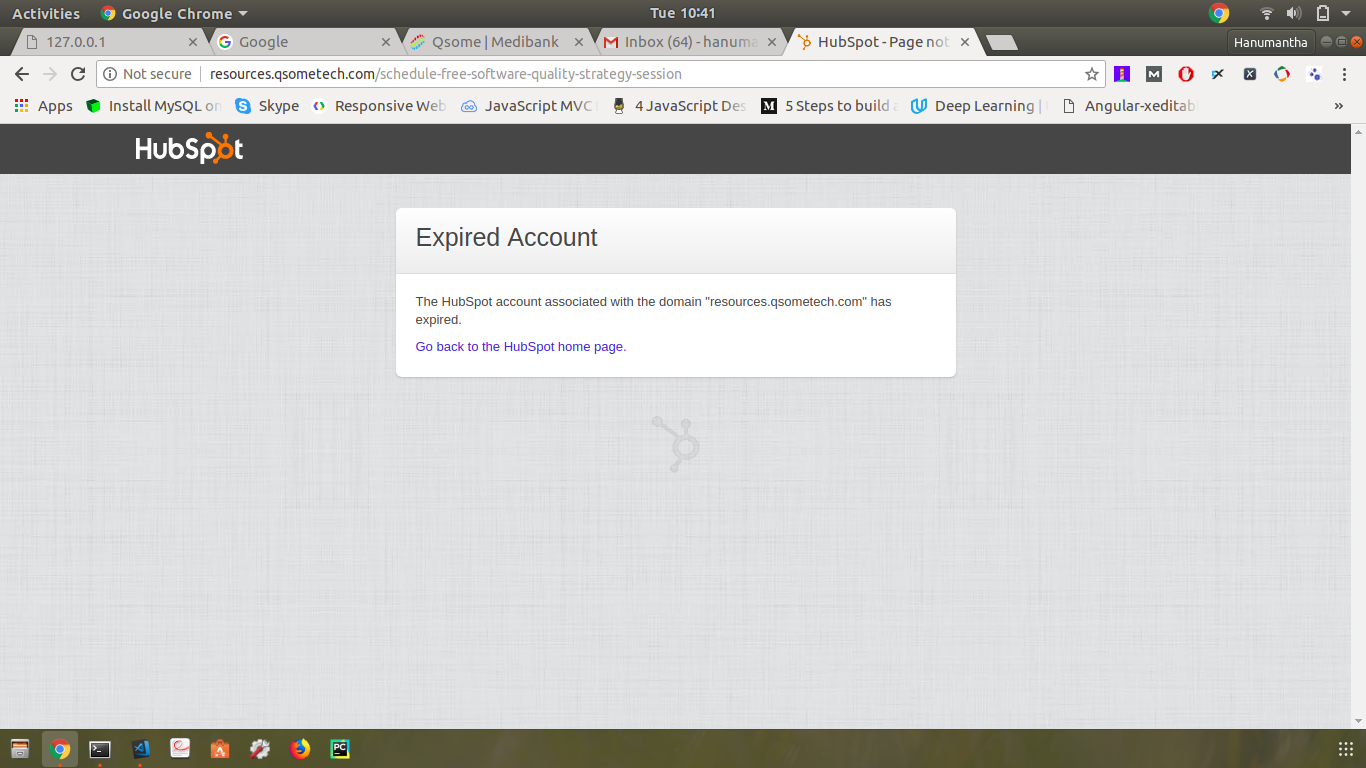 Activities
Google Chrome
Tue 10:41
127.0.0.1
Google
Qsome | Medibank
Inbox (64) - hanuma
HubSpot - Page not
Hanumantha
Not secure
resources.qsometech.com/schedule-free-software-quality-strategy-session
Apps
Install MySQL on
Skype
Responsive Web
JavaScript MVC
4 JavaScript Des
5 Steps to build a
Deep Learning |
Angular-xeditab
»
HubSpot
Expired Account
The HubSpot account associated with the domain "resources.qsometech.com" has
expired.
Go back to the HubSpot home page.
PC